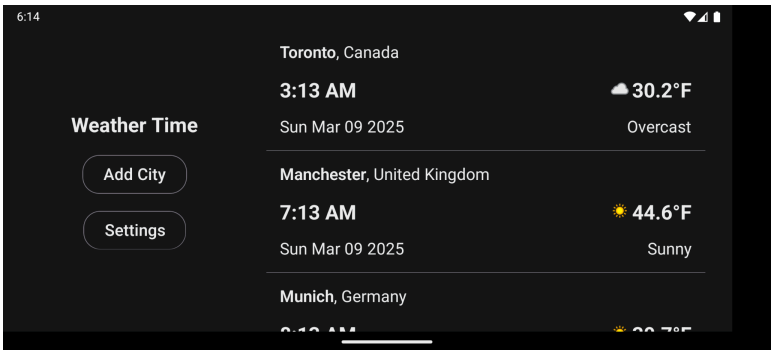 6:14
Weather Time
Add City
Settings
Toronto, Canada
3:13 AM
30.2°F
Sun Mar 09 2025
Overcast
Manchester, United Kingdom
7:13 AM
44.6°F
Sun Mar 09 2025
Sunny
Munich, Germany